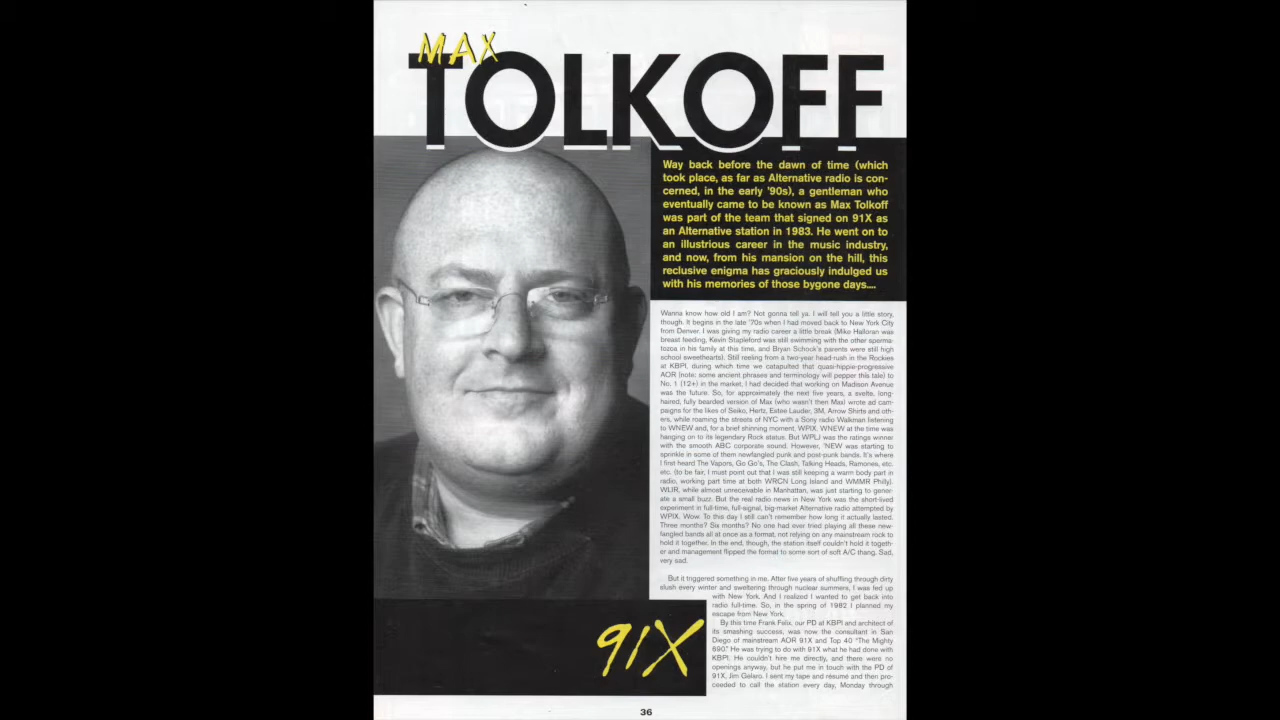 MAX
TOLKOFF
Way back before the dawn of time (which
took place, as far as Alternative radio is con-
cerned, in the early '90s), a gentleman who
eventually came to be known as Max Tolkoff
was part of the team that signed on 91X as
an Alternative station in 1983. He went on to
an illustrious career in the music industry,
and now, from his mansion on the hill, this
reclusive enigma has graciously indulged us
with his memories of those bygone days....
Wanna know how old I am? Not gonna tell ya. I will tell you a little story,
though. It begins in the late '70s when I had moved back to New York City
from Denver. I was giving my radio career a little break (Mike Halloran was
breast feeding, Kevin Stapleford was still swimming with the other sperma-
tozoa in his family at this time, and Bryan Schock's parents were still high
school sweethearts). Still reeling from a two-year head-rush in the Rockies
at KBPI, during which time we catapulted that quasi-hippie-progressive
AOR (note: some ancient phrases and terminology will pepper this tale) to
No. 1 (12+) in the market, I had decided that working on Madison Avenue
was the future. So, for approximately the next five years, a svelte, long-
haired, fully bearded version of Max (who wasn't then Max) wrote ad cam-
paigns for the likes of Seiko, Hertz, Estee Lauder, 3M, Arrow Shirts and oth-
ers, while roaming the streets of NYC with a Sony radio Walkman listening
to WNEW and, for a brief shinning moment, WPIX. WNEW at the time was
hanging on to its legendary Rock status. But WPLJ was the ratings winner
with the smooth ABC corporate sound. However, 'NEW was starting to
sprinkle in some of them newfangled punk and post-punk bands. It's where
I first heard The Vapors, Go Go's, The Clash, Talking Heads, Ramones, etc.
etc. (to be fair, I must point out that I was still keeping a warm body part in
radio, working part time at both WRCN Long Island and WMMR Philly).
WLIR, while almost unreceivable in Manhattan, was just starting to gener-
ate a small buzz. But the real radio news in New York was the short-lived
experiment in full-time, full-signal, big-market Alternative radio attempted by
WPIX. Wow. To this day I still can't remember how long it actually lasted.
Three months? Six months? No one had ever tried playing all these new-
fangled bands all at once as a format, not relying on any mainstream rock to
hold it together. In the end, though, the station itself couldn't hold it togeth-
er and management flipped the format to some sort of soft A/C thang. Sad,
very sad.
But it triggered something in me. After five years of shuffling through dirty
slush every winter and sweltering through nuclear summers, I was fed up
with New York. And I realized I wanted to get back into
radio full-time. So, in the spring of 1982 I planned my
escape from New York.
By this time Frank Felix, our PD at KBPI and architect of
its smashing success, was now the consultant in San
Diego of mainstream AOR 91X and Top 40 "The Mighty
690." He was trying to do with 91X what he had done with
KBPI. He couldn't hire me directly, and there were no
openings anyway, but he put me in touch with the PD of
91X, Jim Gelaro. I sent my tape and résumé and then pro-
ceeded to call the station every day, Monday through
91X
36